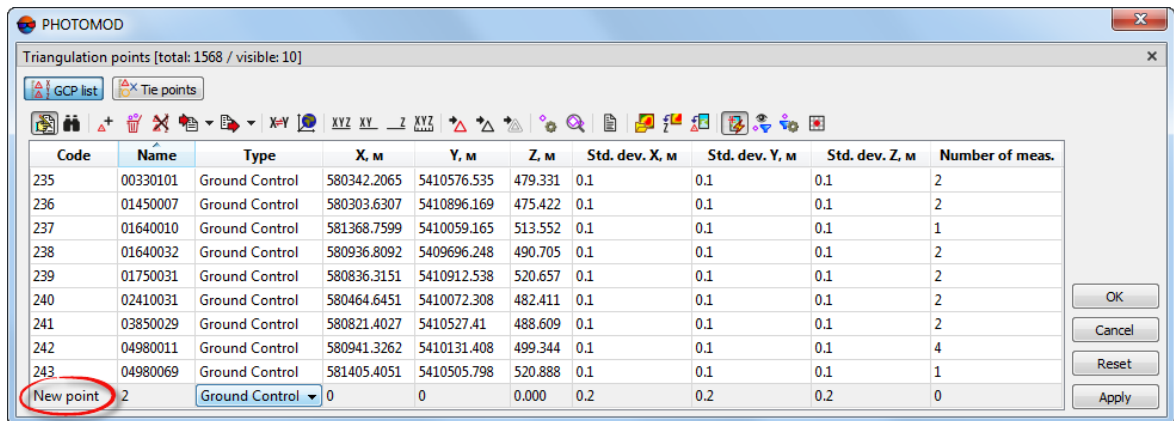 PHOTOMOD
Triangulation points [total: 1568 / visible: 10]
GCP list Tie points
X⇌Y XYZ XY Z XYZ
Code Name Type X, м Y, м Z, м Std. dev. X, м Std. dev. Y, м Std. dev. Z, м Number of meas.
235 00330101 Ground Control 580342.2065 5410576.535 479.331 0.1 0.1 0.1 2
236 01450007 Ground Control 580303.6307 5410896.169 475.422 0.1 0.1 0.1 2
237 01640010 Ground Control 581368.7599 5410059.165 513.552 0.1 0.1 0.1 1
238 01640032 Ground Control 580936.8092 5409696.248 490.705 0.1 0.1 0.1 2
239 01750031 Ground Control 580836.3151 5410912.538 520.657 0.1 0.1 0.1 2
240 02410031 Ground Control 580464.6451 5410072.308 482.411 0.1 0.1 0.1 2
241 03850029 Ground Control 580821.4027 5410527.41 488.609 0.1 0.1 0.1 2
242 04980011 Ground Control 580941.3262 5410131.408 499.344 0.1 0.1 0.1 4
243 04980069 Ground Control 581405.4051 5410505.798 520.888 0.1 0.1 0.1 1
New point 2 Ground Control 0 0 0.000 0.2 0.2 0.2 0
OK
Cancel
Reset
Apply